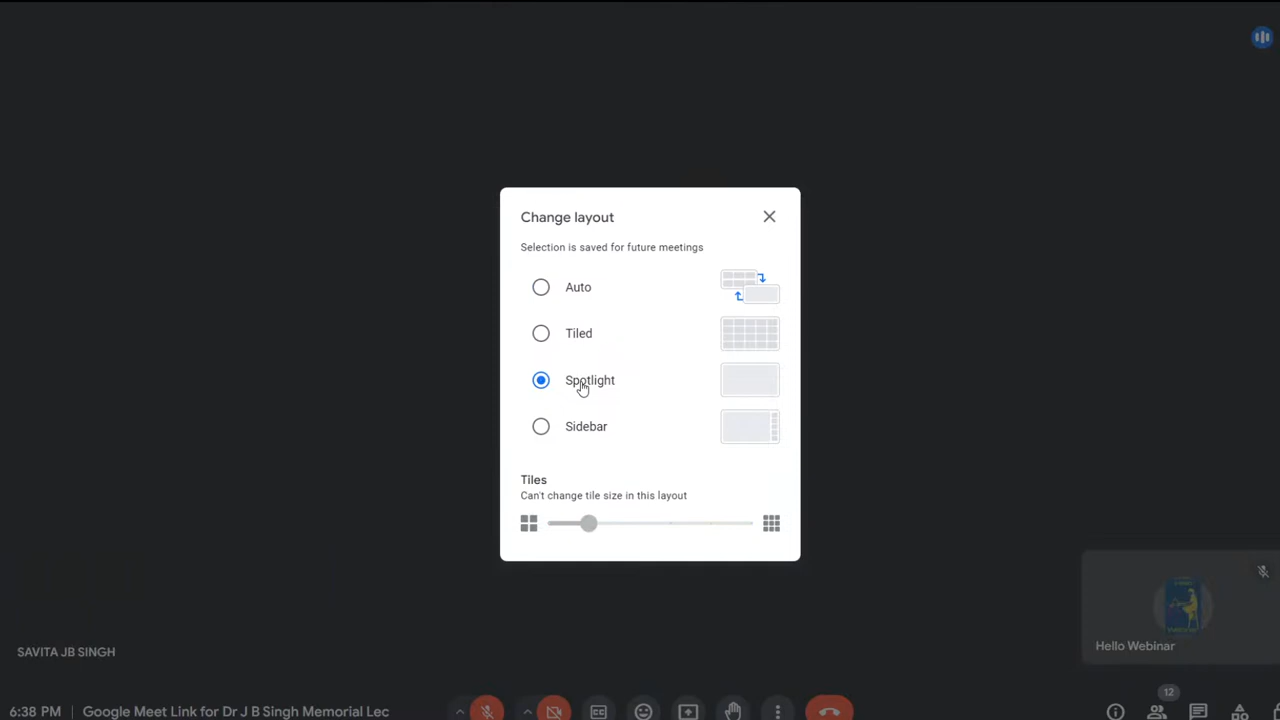 Change layout
Selection is saved for future meetings
Auto
Tiled
Spotlight
Sidebar
Tiles
Can't change tile size in this layout
SAVITA JB SINGH
Hello Webinar
6:38 PM | Google Meet Link for Dr J B Singh Memorial Lec
CC
12